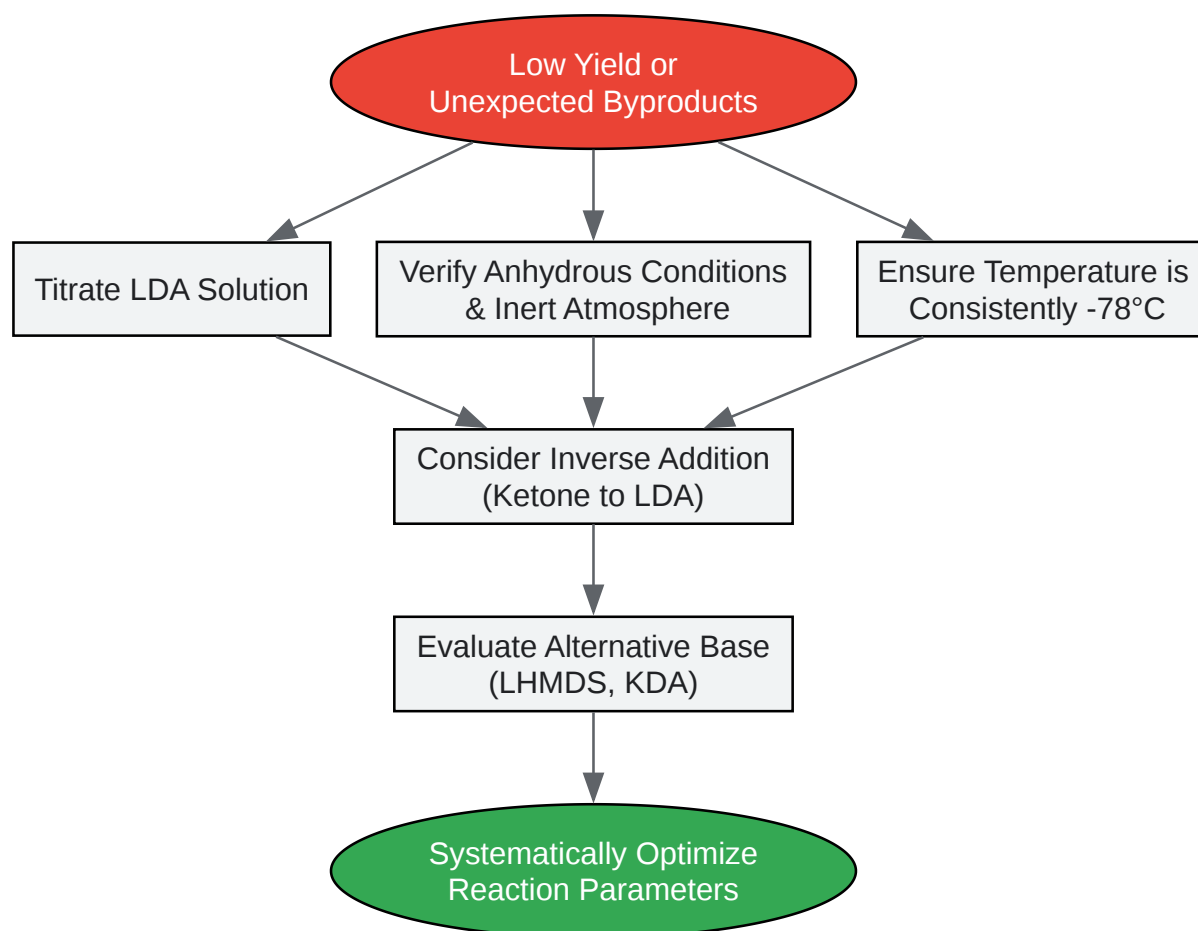 Low Yield or
Unexpected Byproducts
Titrate LDA Solution
Verify Anhydrous Conditions
& Inert Atmosphere
Ensure Temperature is
Consistently -78°C
Consider Inverse Addition
(Ketone to LDA)
Evaluate Alternative Base
(LHMDS, KDA)
Systematically Optimize
Reaction Parameters